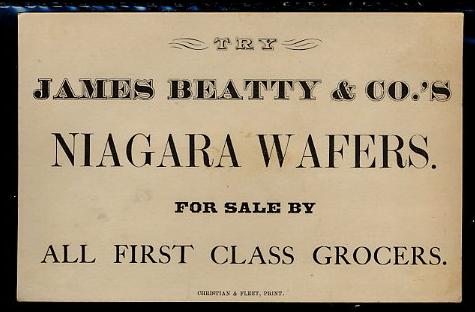 TRY
JAMES BEATTY & CO.'S
NIAGARA WAFERS.
FOR SALE BY
ALL FIRST CLASS GROCERS.
CHRISTIAN & FLEET, PRINT.